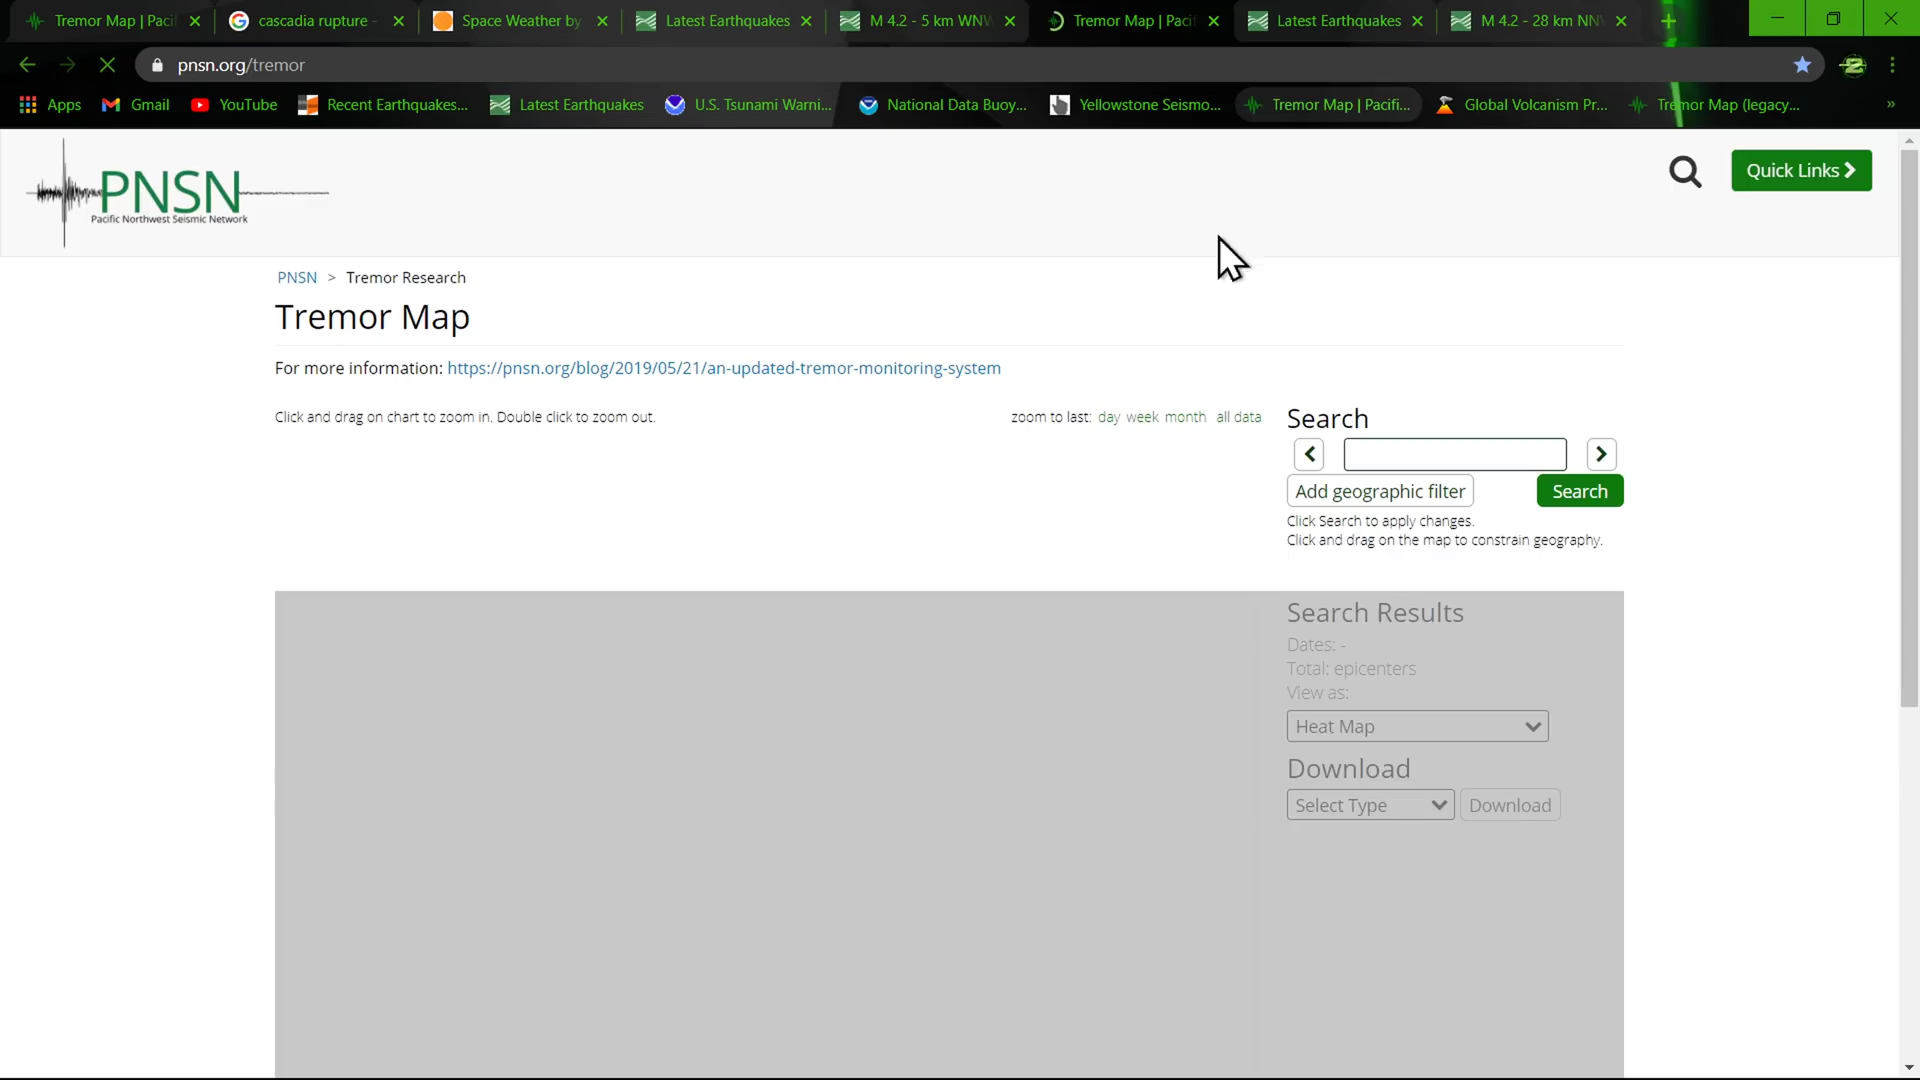 Tremor Map | Paci
cascadia rupture -
Space Weather by
Latest Earthquakes
M 4.2 - 5 km WNW
Tremor Map | Paci
Latest Earthquakes
M 4.2 - 28 km NN
pnsn.org/tremor
Apps
Gmail
YouTube
Recent Earthquakes...
Latest Earthquakes
U.S. Tsunami Warni...
National Data Buoy...
Yellowstone Seismo...
Tremor Map | Pacifi...
Global Volcanism Pr...
Tremor Map (legacy...
»
PNSN
Pacific Northwest Seismic Network
Quick Links
PNSN > Tremor Research
Tremor Map
For more information: https://pnsn.org/blog/2019/05/21/an-updated-tremor-monitoring-system
Click and drag on chart to zoom in. Double click to zoom out.
zoom to last: day week month all data
Search
Add geographic filter
Search
Click Search to apply changes.
Click and drag on the map to constrain geography.
Search Results
Dates: -
Total: epicenters
View as:
Heat Map
Download
Select Type
Download